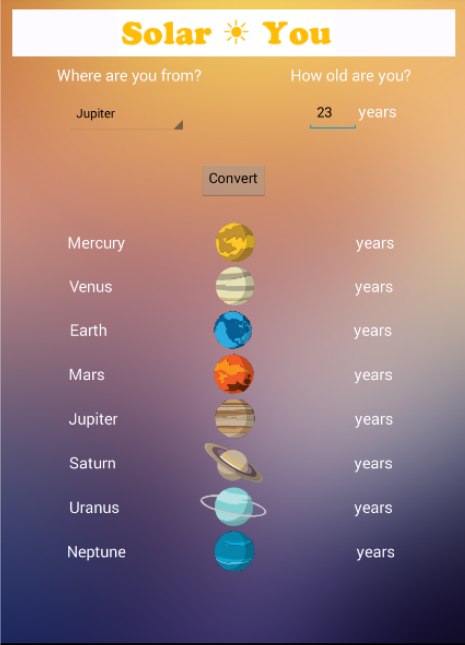 Solar ☀ You
Where are you from? How old are you?
Jupiter 23 years
Convert
Mercury years
Venus years
Earth years
Mars years
Jupiter years
Saturn years
Uranus years
Neptune years